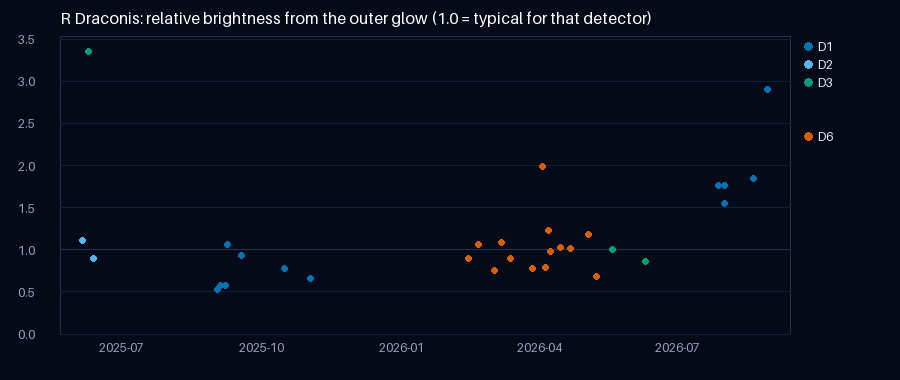 R Draconis: relative brightness from the outer glow (1.0 = typical for that detector)
3.5
3.0
2.5
2.0
1.5
1.0
0.5
0.0
2025-07
2025-10
2026-01
2026-04
2026-07
D1
D2
D3
D6